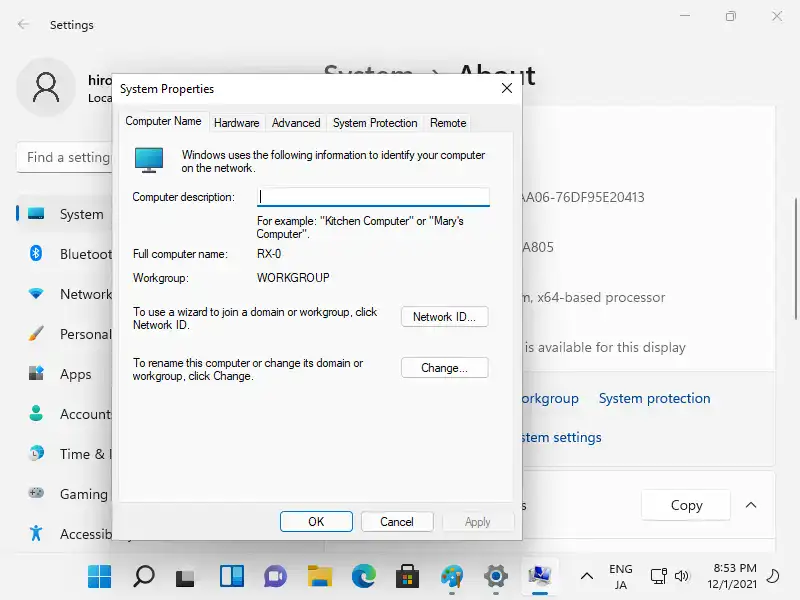 Settings
System > About
hiro
Loca
Find a setting
System
Bluetoot
Network
Personal
Apps
Account
Time & l
Gaming
Accessib
System Properties
Computer Name
Hardware
Advanced
System Protection
Remote
Windows uses the following information to identify your computer
on the network.
Computer description:
For example: "Kitchen Computer" or "Mary's
Computer".
Full computer name:
RX-0
Workgroup:
WORKGROUP
To use a wizard to join a domain or workgroup, click
Network ID.
Network ID...
To rename this computer or change its domain or
workgroup, click Change.
Change...
OK
Cancel
Apply
AA06-76DF95E20413
A805
m, x64-based processor
is available for this display
orkgroup
System protection
stem settings
s
Copy
ENG
JA
8:53 PM
12/1/2021